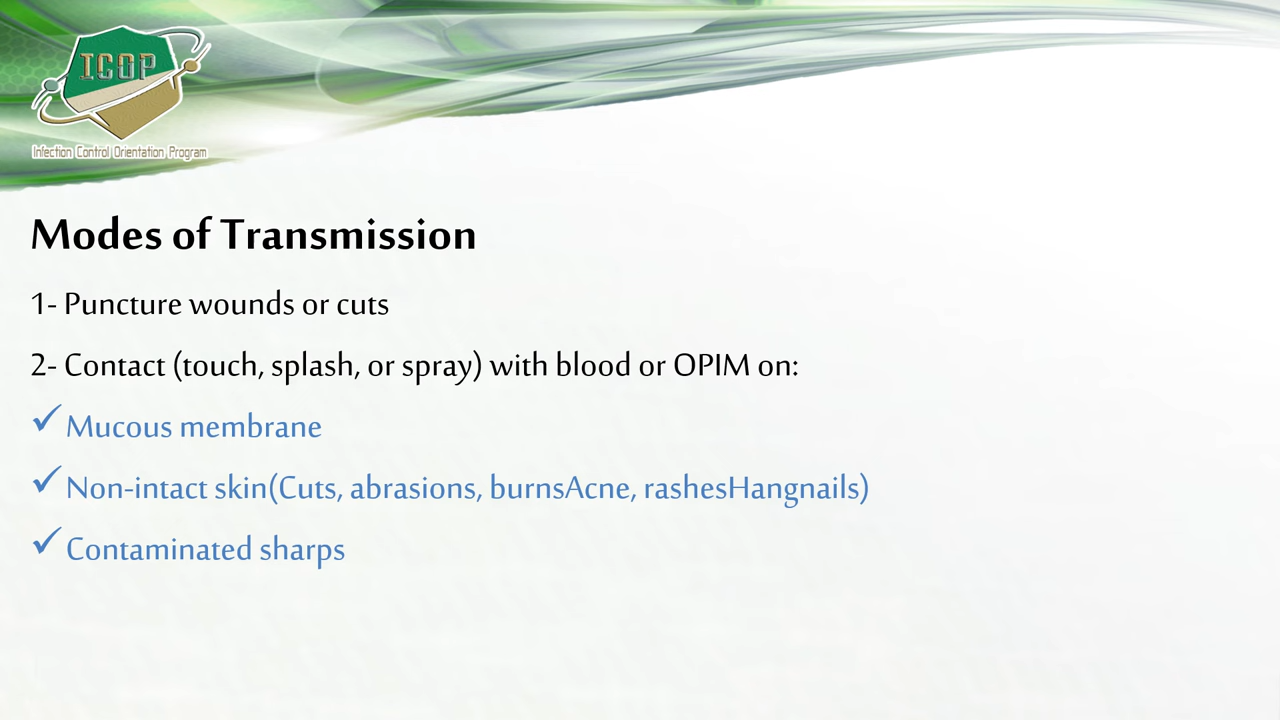 ICOP
Infection Control Orientation Program
Modes of Transmission
1- Puncture wounds or cuts
2- Contact (touch, splash, or spray) with blood or OPIM on:
✓Mucous membrane
✓Non-intact skin(Cuts, abrasions, burnsAcne, rashesHangnails)
✓Contaminated sharps